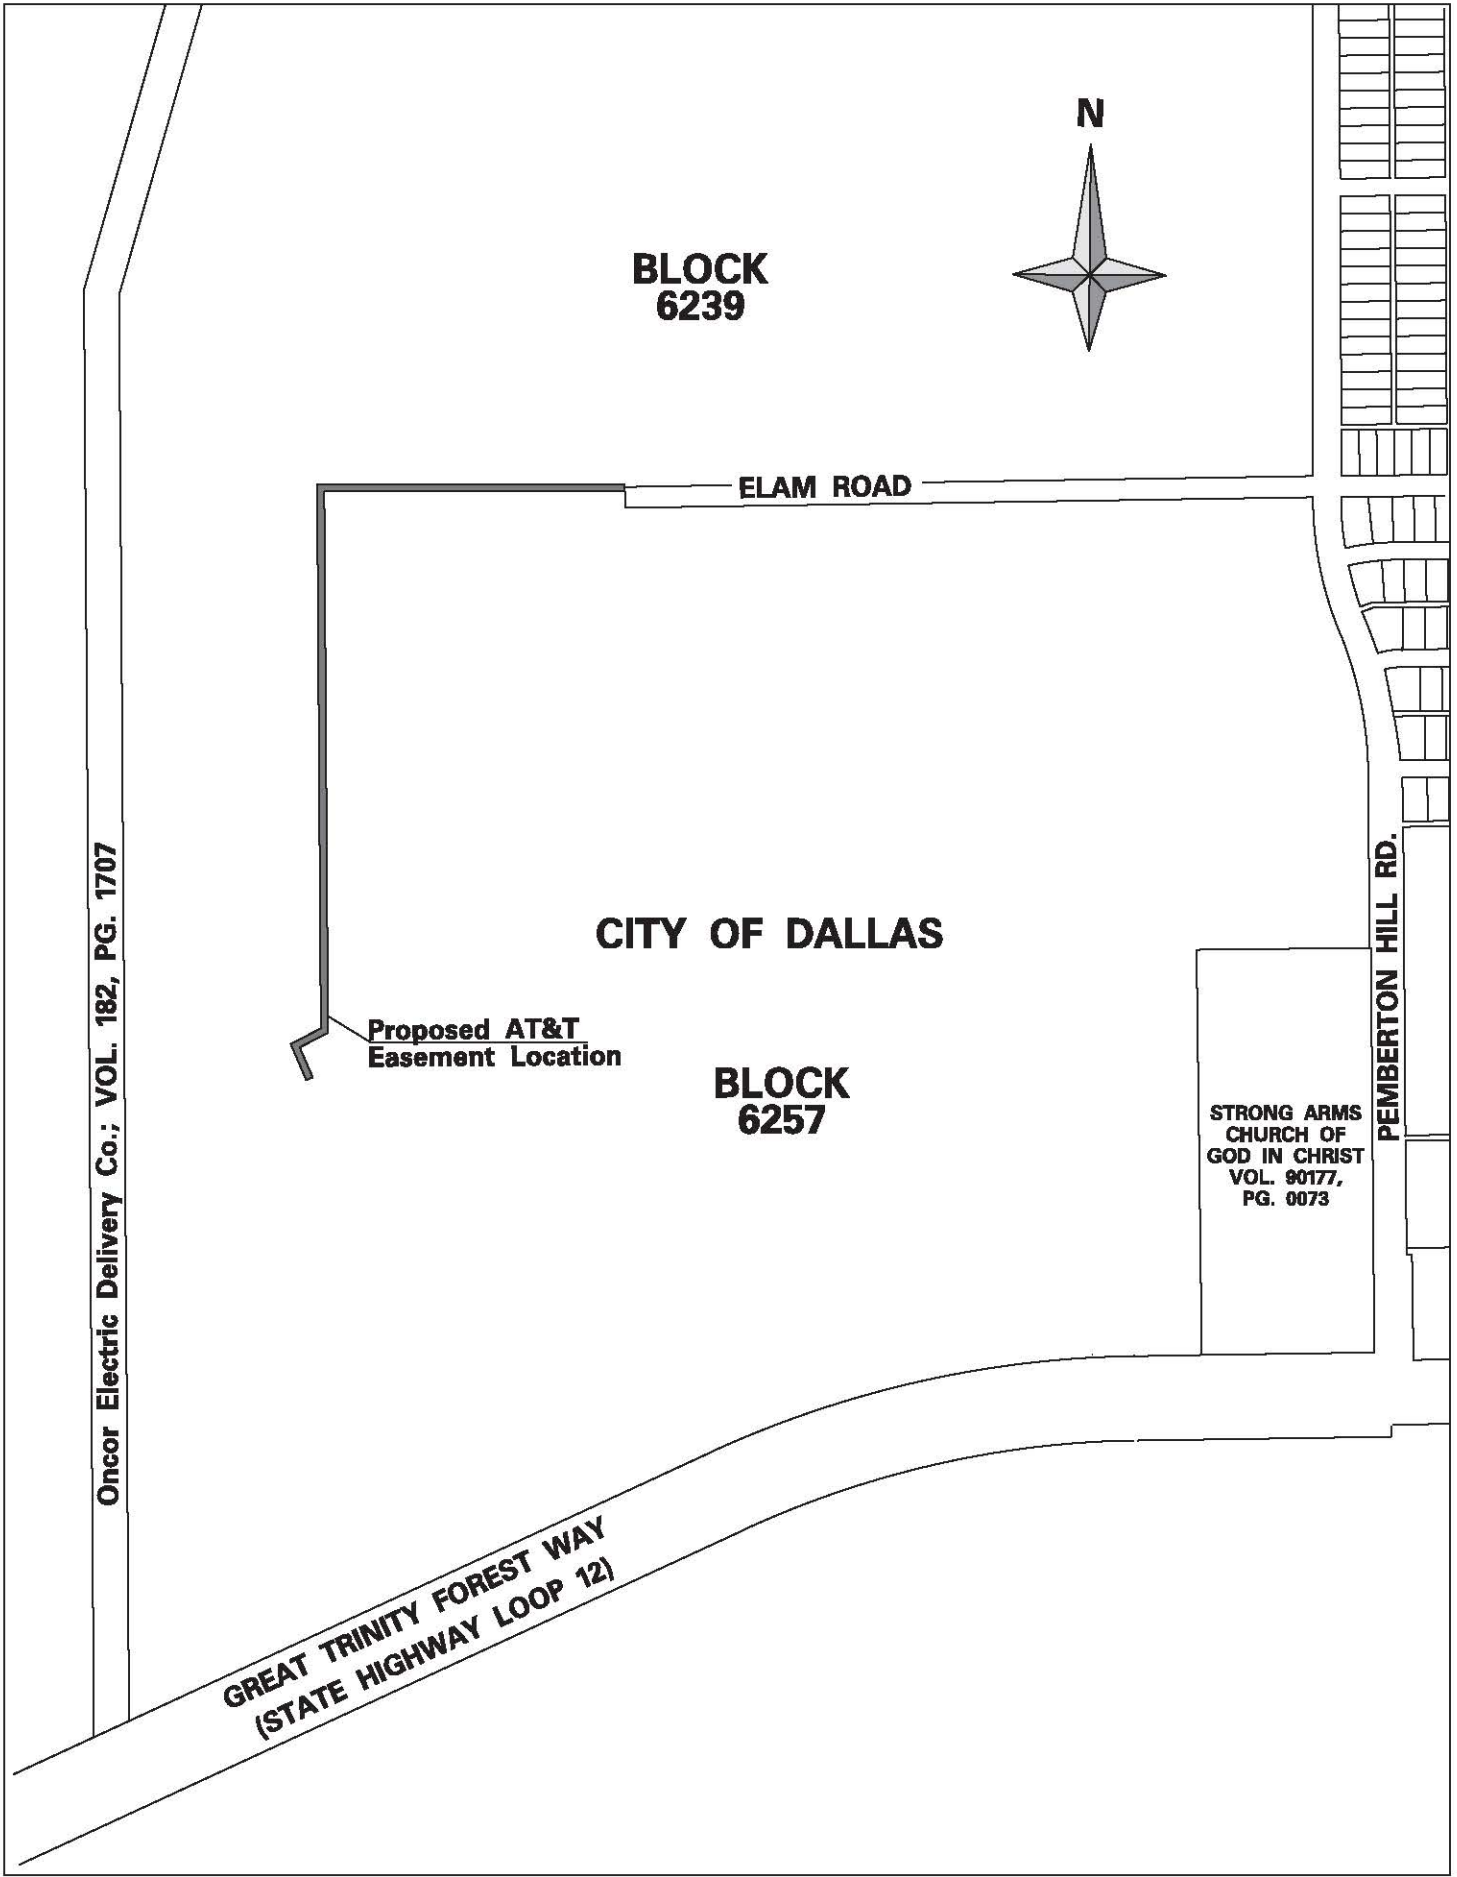 N
BLOCK
6239
ELAM ROAD
CITY OF DALLAS
Proposed AT&T
Easement Location
BLOCK
6257
STRONG ARMS
CHURCH OF
GOD IN CHRIST
VOL. 90177,
PG. 0073
PEMBERTON HILL RD.
Oncor Electric Delivery Co.; VOL. 182, PG. 1707
GREAT TRINITY FOREST WAY
(STATE HIGHWAY LOOP 12)